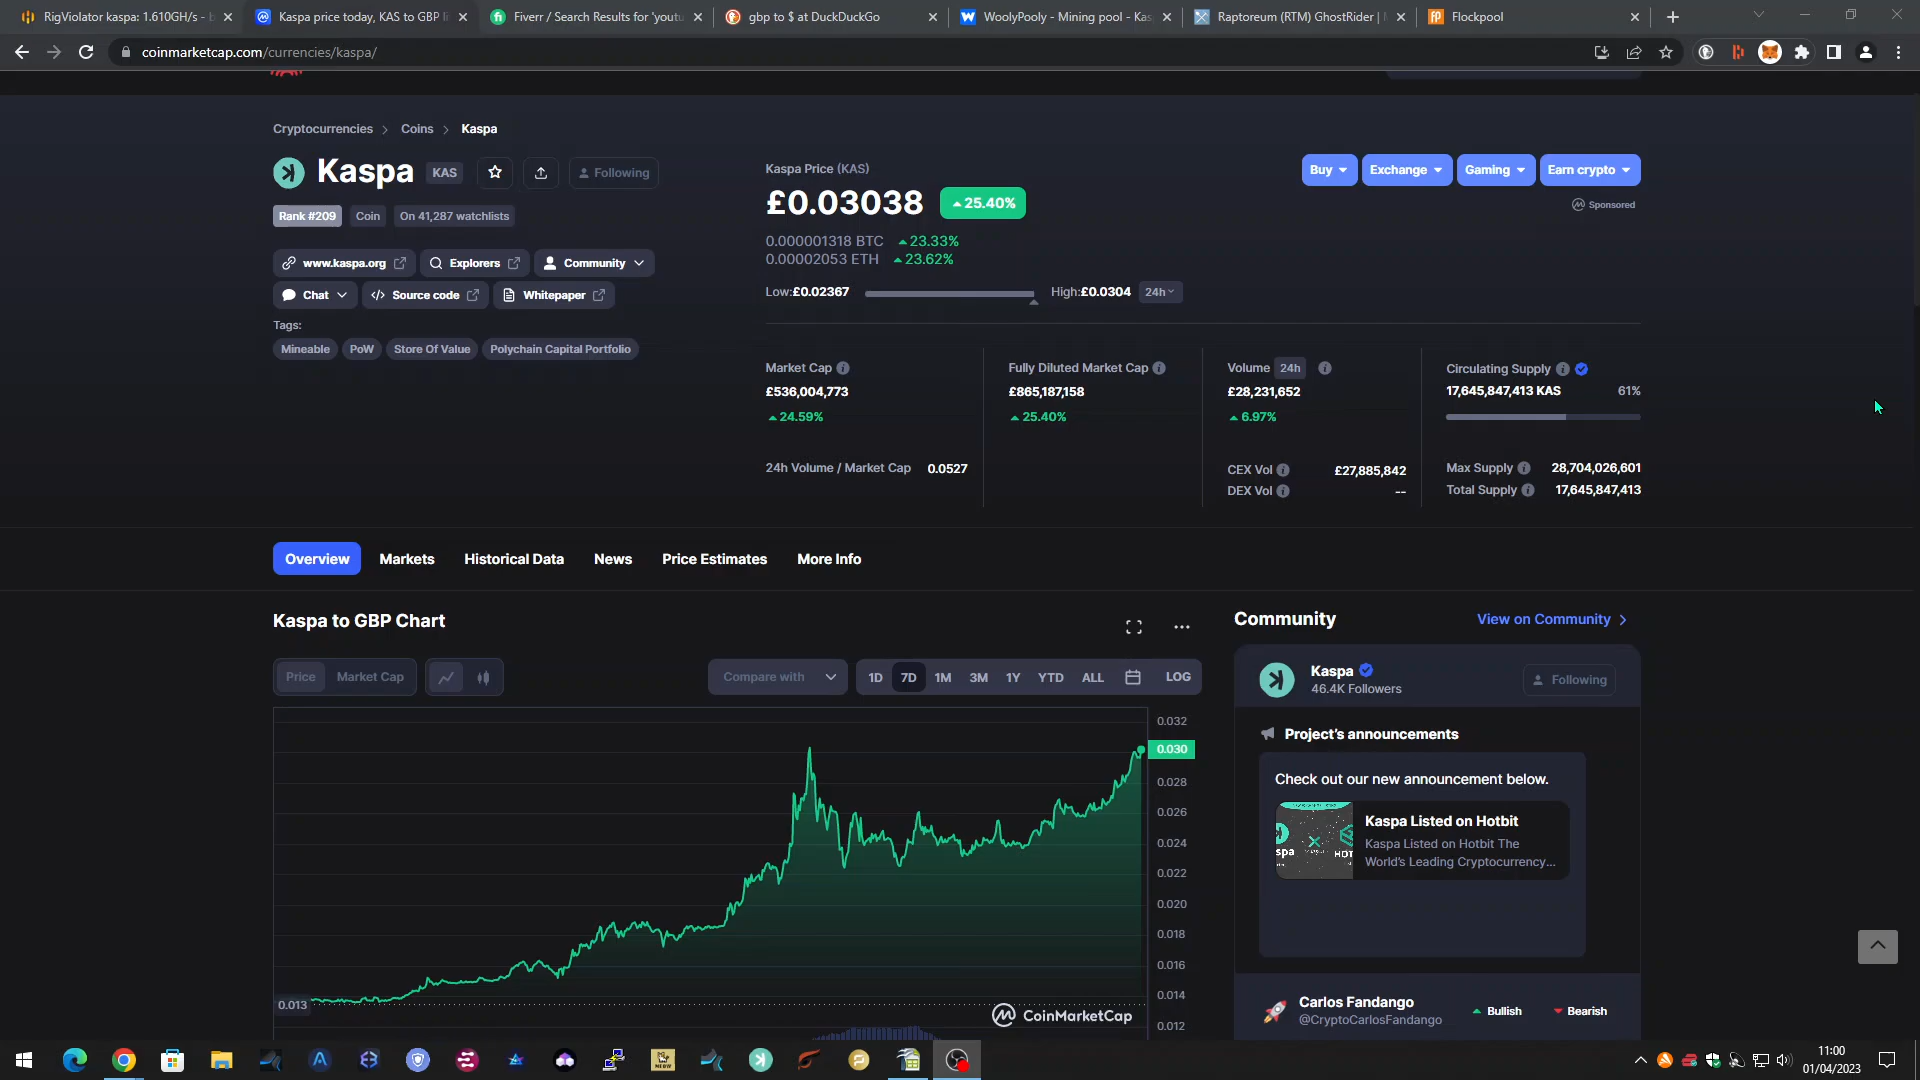 RigViolator kaspa: 1.610GH/s - b
Kaspa price today, KAS to GBP li
Fiverr / Search Results for 'youtu
gbp to $ at DuckDuckGo
WoolyPooly - Mining pool - Kas
Raptoreum (RTM) GhostRider | M
Flockpool
coinmarketcap.com/currencies/kaspa/
Cryptocurrencies > Coins > Kaspa
Kaspa KAS Following
Rank #209 Coin On 41,287 watchlists
www.kaspa.org Explorers Community
Chat Source code Whitepaper
Tags:
Mineable PoW Store Of Value Polychain Capital Portfolio
Kaspa Price (KAS)
£0.03038 25.40%
0.000001318 BTC 23.33%
0.00002053 ETH 23.62%
Low:£0.02367 High:£0.0304 24h
Buy Exchange Gaming Earn crypto
Sponsored
Market Cap
£536,004,773
24.59%
24h Volume / Market Cap 0.0527
Fully Diluted Market Cap
£865,187,158
25.40%
Volume 24h
£28,231,652
6.97%
CEX Vol £27,885,842
DEX Vol --
Circulating Supply
17,645,847,413 KAS 61%
Max Supply 28,704,026,601
Total Supply 17,645,847,413
Overview Markets Historical Data News Price Estimates More Info
Kaspa to GBP Chart
Price Market Cap
Compare with
1D 7D 1M 3M 1Y YTD ALL LOG
0.032
0.030
0.028
0.026
0.024
0.022
0.020
0.018
0.016
0.014
0.012
0.013
CoinMarketCap
Community View on Community >
Kaspa
46.4K Followers
Following
Project's announcements
Check out our new announcement below.
Kaspa Listed on Hotbit
Kaspa Listed on Hotbit The
World's Leading Cryptocurrency...
spa HOT
Carlos Fandango
@CryptoCarlosFandango
Bullish Bearish
11:00
01/04/2023